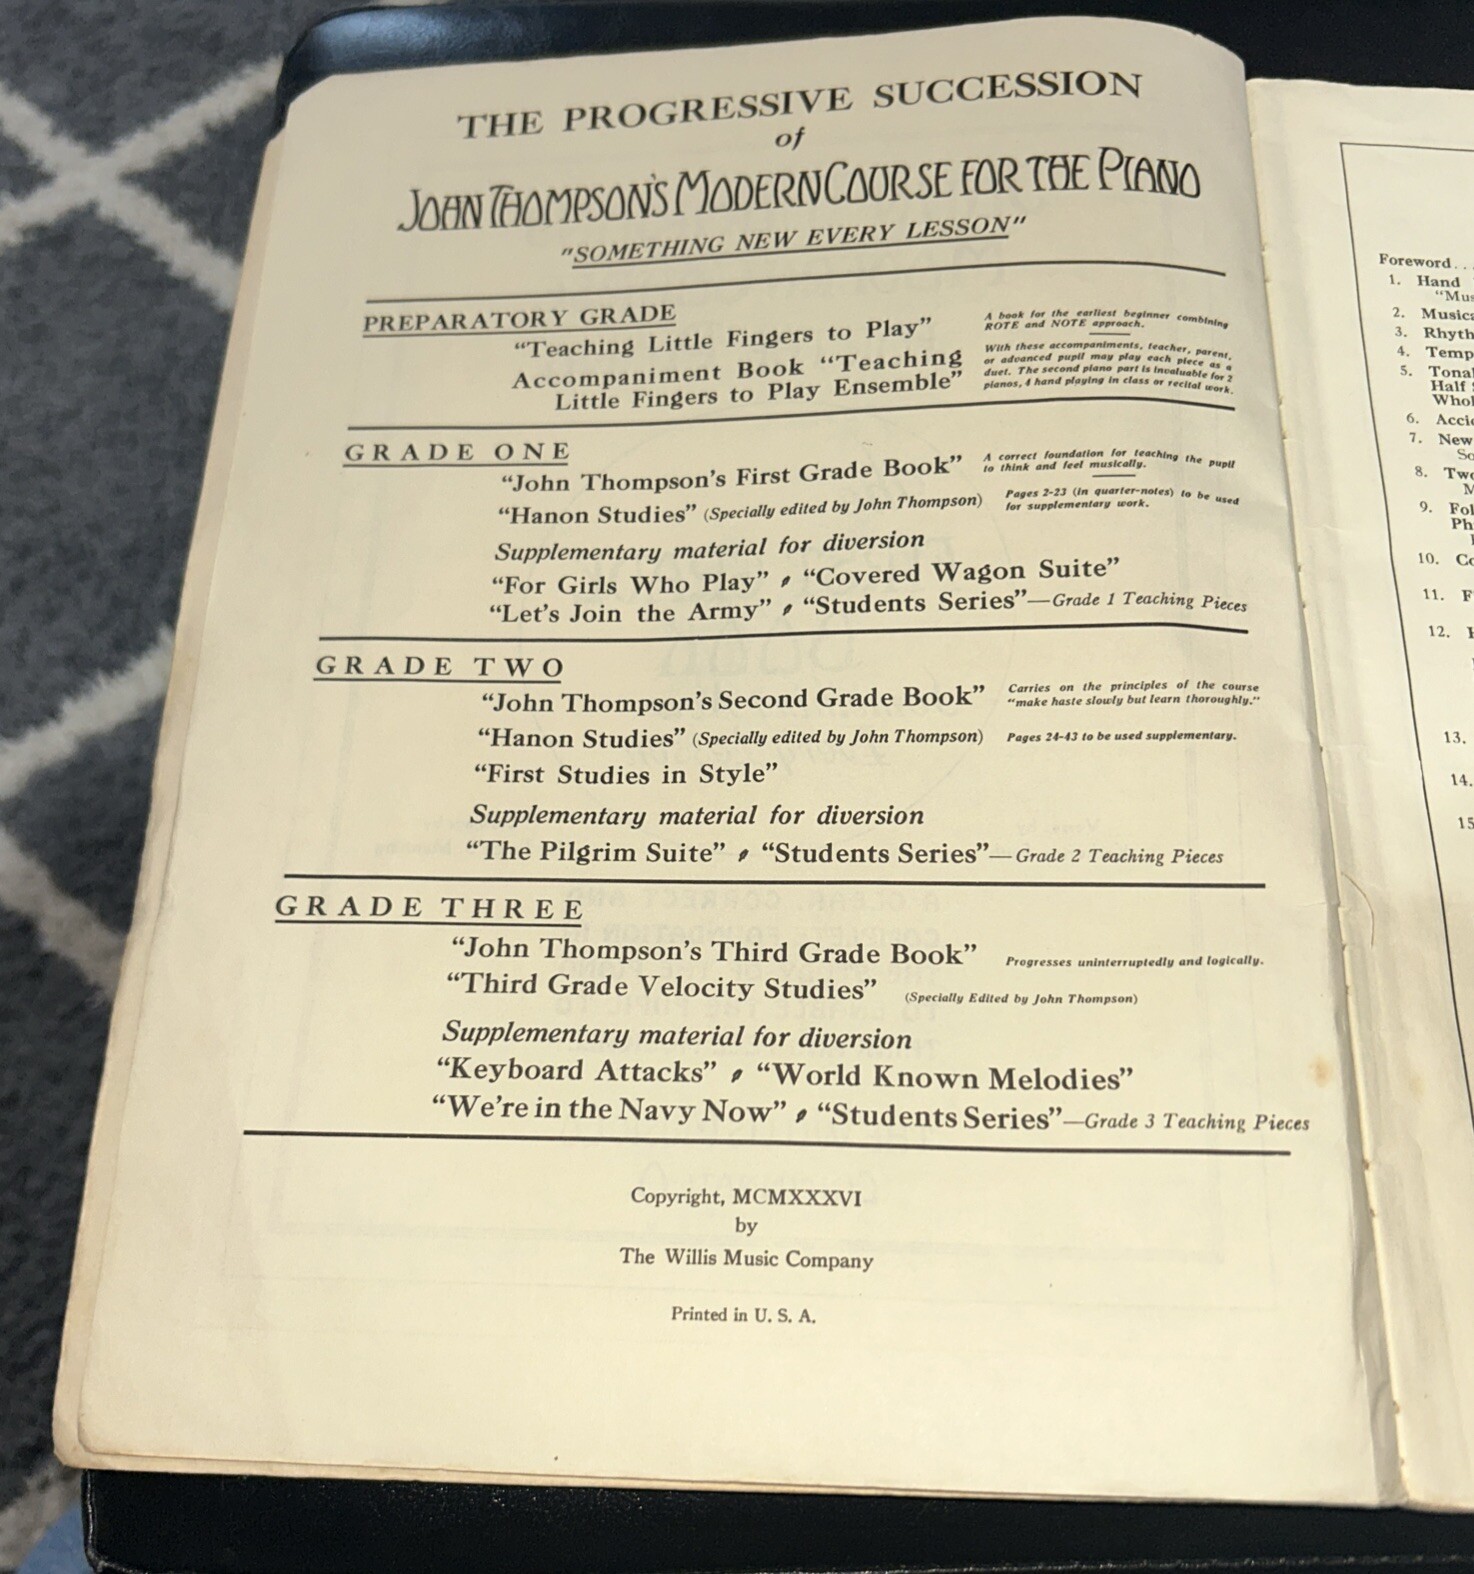 THE PROGRESSIVE SUCCESSION
of
JOHN THOMPSON'S MODERN COURSE FOR THE PIANO
"SOMETHING NEW EVERY LESSON"
PREPARATORY GRADE
“Teaching Little Fingers to Play”
A book for the earliest beginner combining
ROTE and NOTE approach.
Accompaniment Book “Teaching
Little Fingers to Play Ensemble”
With these accompaniments, teacher, parent,
or advanced pupil may play each piece as a
duet. The second piano part is invaluable for 2
pianos, 4 hand playing in class or recital work.
GRADE ONE
“John Thompson's First Grade Book”
A correct foundation for teaching the pupil
to think and feel musically.
“Hanon Studies” (Specially edited by John Thompson)
Pages 2-23 (in quarter-notes) to be used
for supplementary work.
Supplementary material for diversion
“For Girls Who Play” , “Covered Wagon Suite”
“Let's Join the Army” , “Students Series”—Grade 1 Teaching Pieces
GRADE TWO
“John Thompson's Second Grade Book”
Carries on the principles of the course
“make haste slowly but learn thoroughly.”
“Hanon Studies” (Specially edited by John Thompson)
Pages 24-43 to be used supplementary.
“First Studies in Style”
Supplementary material for diversion
“The Pilgrim Suite” , “Students Series”—Grade 2 Teaching Pieces
GRADE THREE
“John Thompson's Third Grade Book”
Progresses uninterruptedly and logically.
“Third Grade Velocity Studies”
(Specially Edited by John Thompson)
Supplementary material for diversion
“Keyboard Attacks” , “World Known Melodies”
“We're in the Navy Now” , “Students Series”—Grade 3 Teaching Pieces
Copyright, MCMXXXVI
by
The Willis Music Company
Printed in U. S. A.
Foreword..
1. Hand
2.
3.
4.
5.
Half
6.
7. New
8.
9.
10.
11.
12.
13.
14.
15